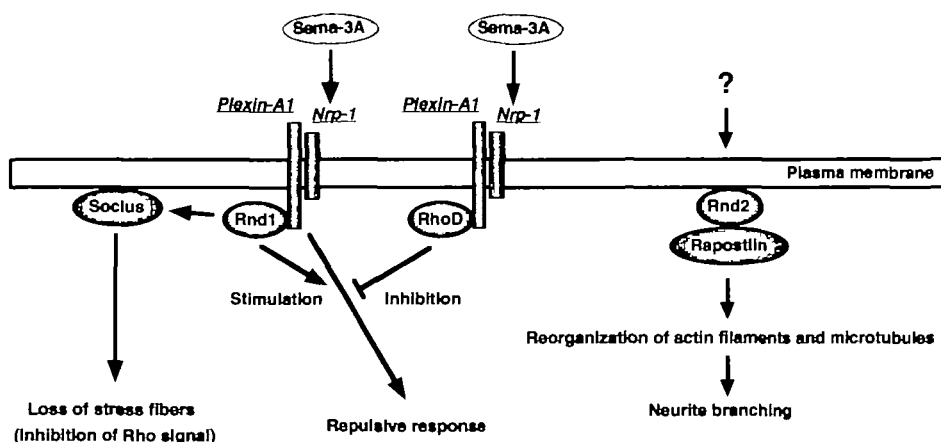 Sema-3A
Sema-3A
Plexin-A1
Nrp-1
Plexin-A1
Nrp-1
?
Plasma membrane
Socius
Rnd1
RhoD
Rnd2
Rapostlin
Stimulation
Inhibition
Reorganization of actin filaments and microtubules
Loss of stress fibers
(Inhibition of Rho signal)
Repulsive response
Neurite branching